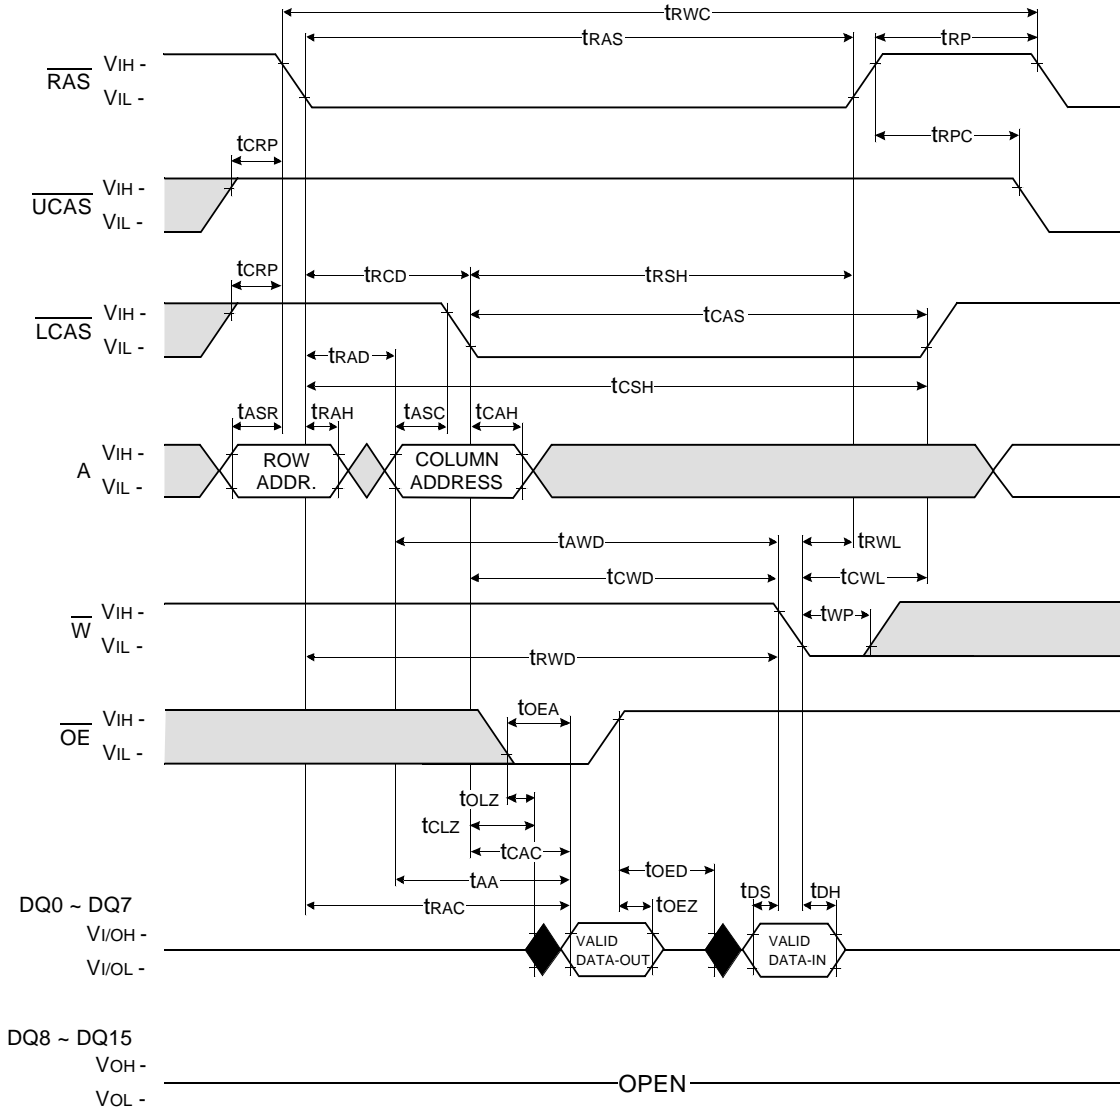 tRWC
tRAS tRP
RAS VIH -
VIL -
tCRP tRPC
UCAS VIH -
VIL -
tCRP tRCD tRSH
LCAS VIH -
tCAS
VIL -
tRAD
tCSH
tASR tRAH tASC tCAH
A VIH -
VIL -
ROW
ADDR.
COLUMN
ADDRESS
tAWD tRWL
tCWD tCWL
W VIH -
VIL -
tWP
tRWD
OE VIH -
VIL -
tOEA
tOLZ
tCLZ
tCAC
tOED
tAA
tDS tDH
DQ0 ~ DQ7
tRAC tOEZ
VI/OH -
VI/OL -
VALID
DATA-OUT
VALID
DATA-IN
DQ8 ~ DQ15
VOH -
OPEN
VOL -